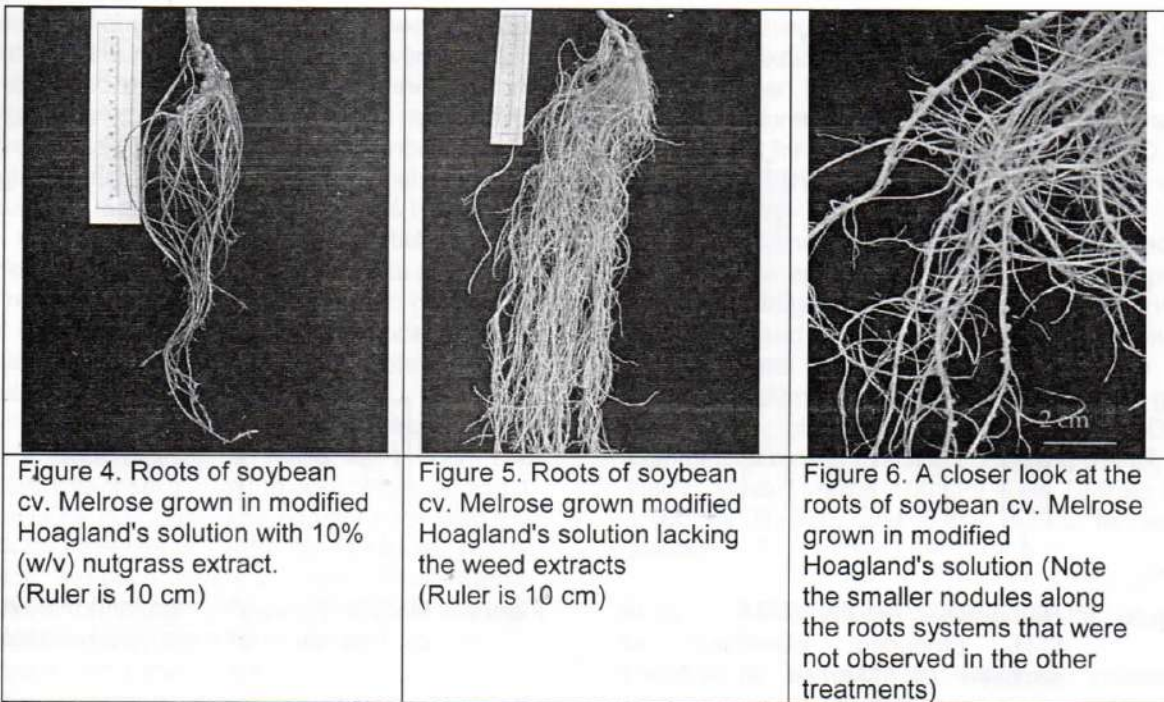 2 cm
Figure 4. Roots of soybean
cv. Melrose grown in modified
Hoagland's solution with 10%
(w/v) nutgrass extract.
(Ruler is 10 cm)
Figure 5. Roots of soybean
cv. Melrose grown modified
Hoagland's solution lacking
the weed extracts
(Ruler is 10 cm)
Figure 6. A closer look at the
roots of soybean cv. Melrose
grown in modified
Hoagland's solution (Note
the smaller nodules along
the roots systems that were
not observed in the other
treatments)